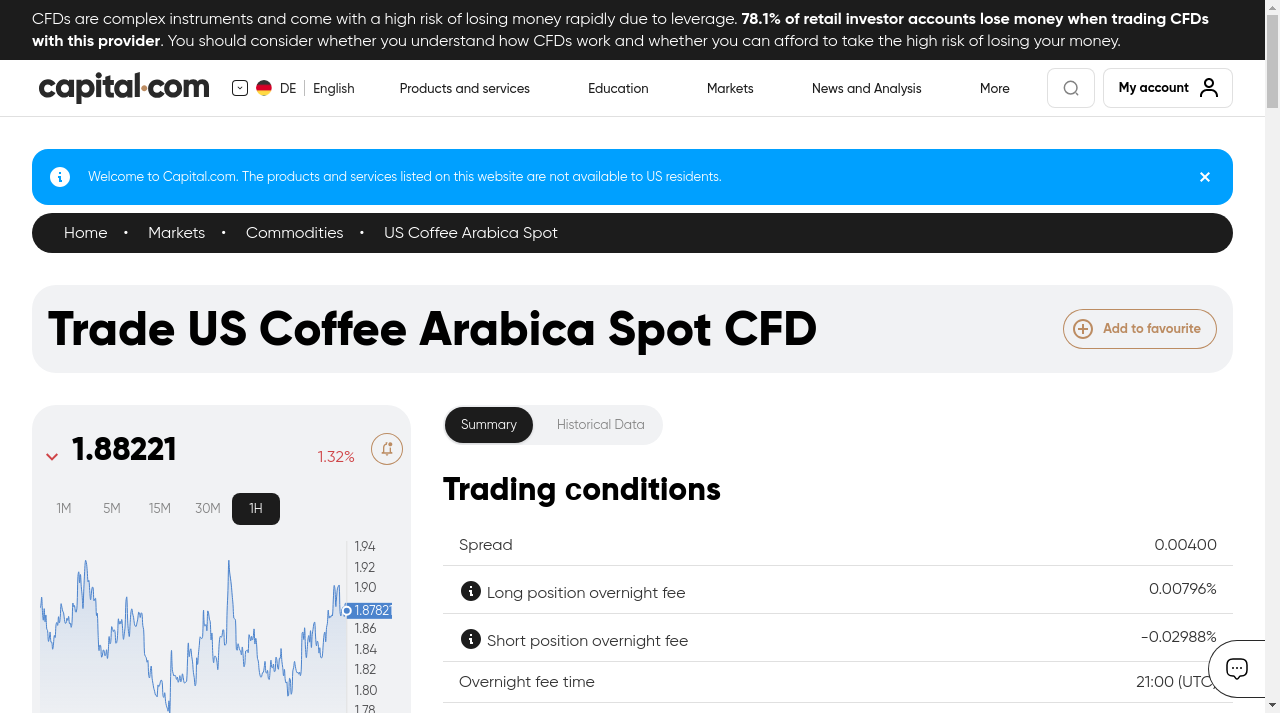 CFDs are complex instruments and come with a high risk of losing money rapidly due to leverage. 78.1% of retail investor accounts lose money when trading CFDs
with this provider. You should consider whether you understand how CFDs work and whether you can afford to take the high risk of losing your money.
capital.com
DE
English
Products and services
Education
Markets
News and Analysis
More
My account
Welcome to Capital.com. The products and services listed on this website are not available to US residents.
Home • Markets • Commodities • US Coffee Arabica Spot
Trade US Coffee Arabica Spot CFD
Add to favourite
1.88221
1.32%
1M 5M 15M 30M 1H
1.94
1.92
1.90
1.87821
1.86
1.84
1.82
1.80
1.78
Summary
Historical Data
Trading conditions
Spread 0.00400
Long position overnight fee 0.00796%
Short position overnight fee -0.02988%
Overnight fee time 21:00 (UTC)